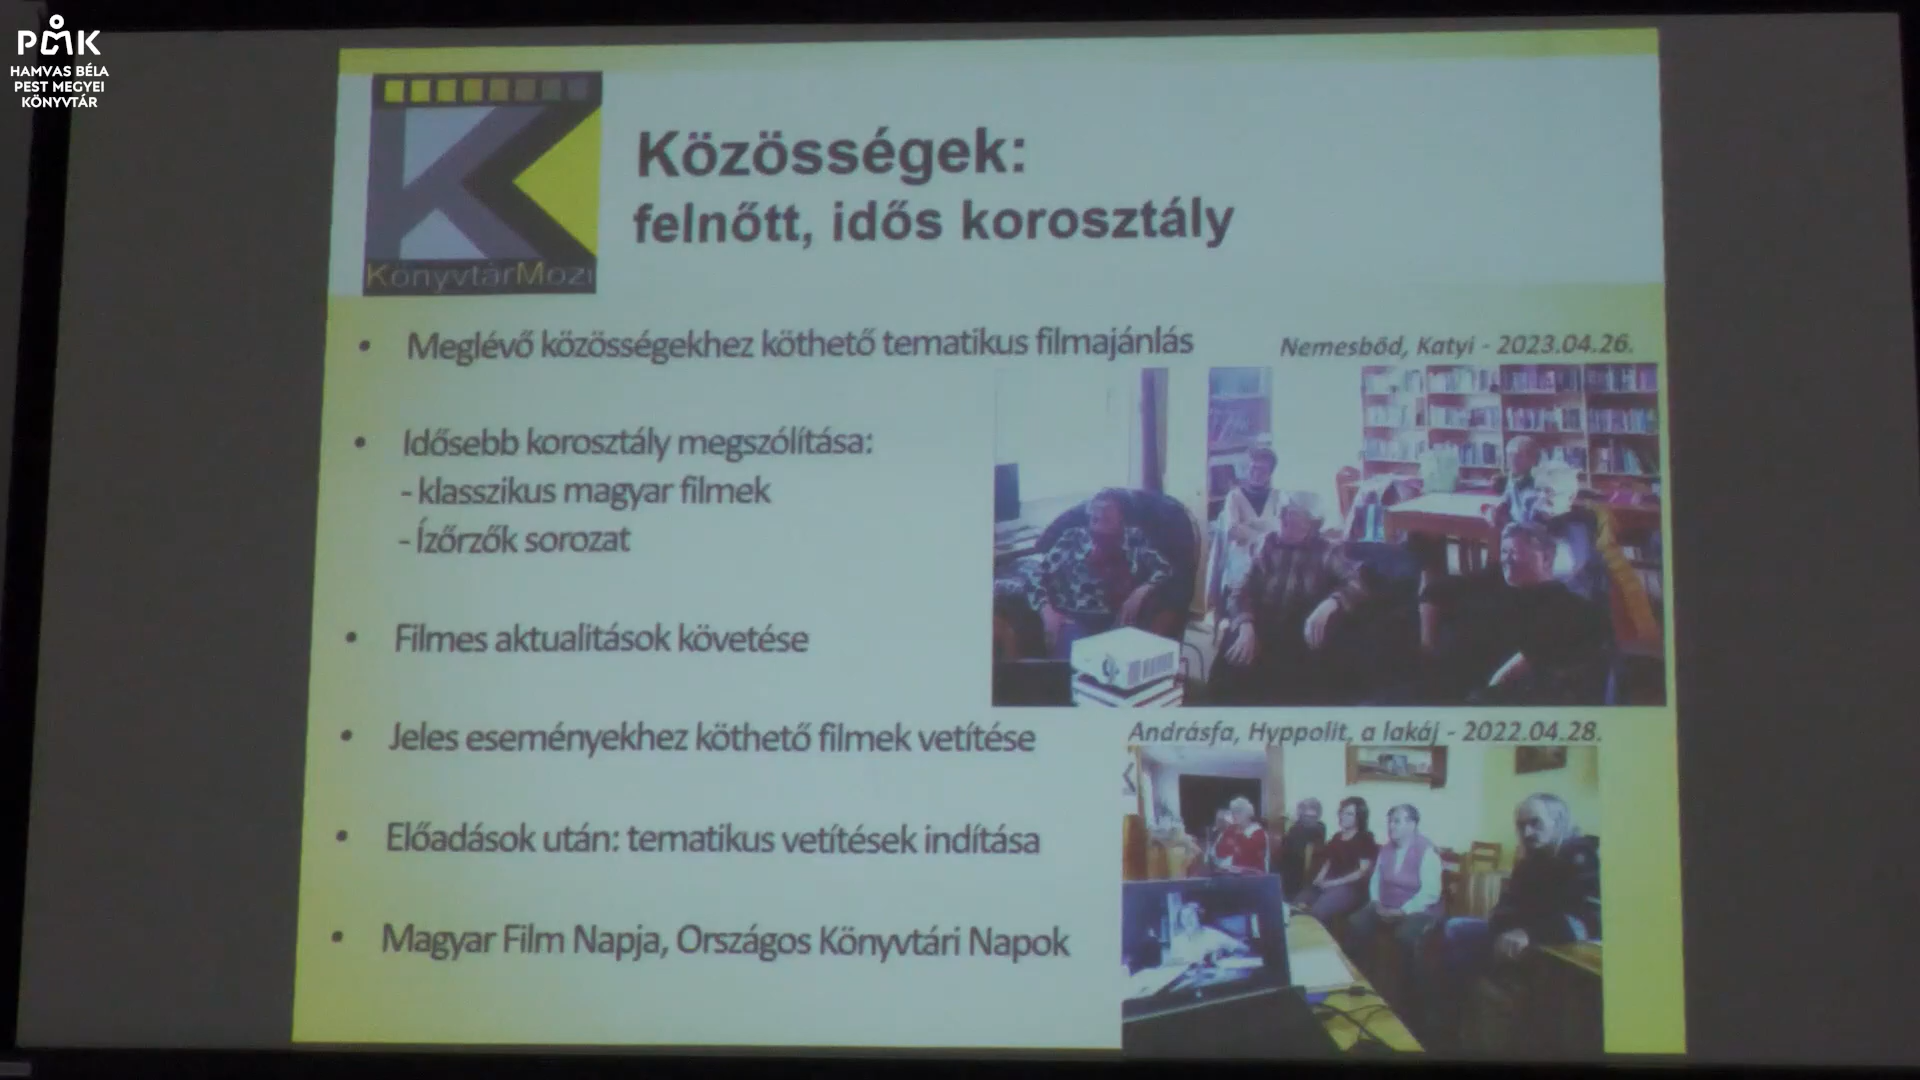 PMK
HAMVAS BÉLA
PEST MEGYEI
KÖNYVTÁR
KönyvtárMozi
Közösségek:
felnőtt, idős korosztály
• Meglévő közösségekhez köthető tematikus filmajánlás
• Idősebb korosztály megszólítása:
- klasszikus magyar filmek
- Ízőrzők sorozat
• Filmes aktualitások követése
• Jeles eseményekhez köthető filmek vetítése
• Előadások után: tematikus vetítések indítása
• Magyar Film Napja, Országos Könyvtári Napok
Nemesbőd, Katyi - 2023.04.26.
Andrásfa, Hyppolit, a lakáj - 2022.04.28.